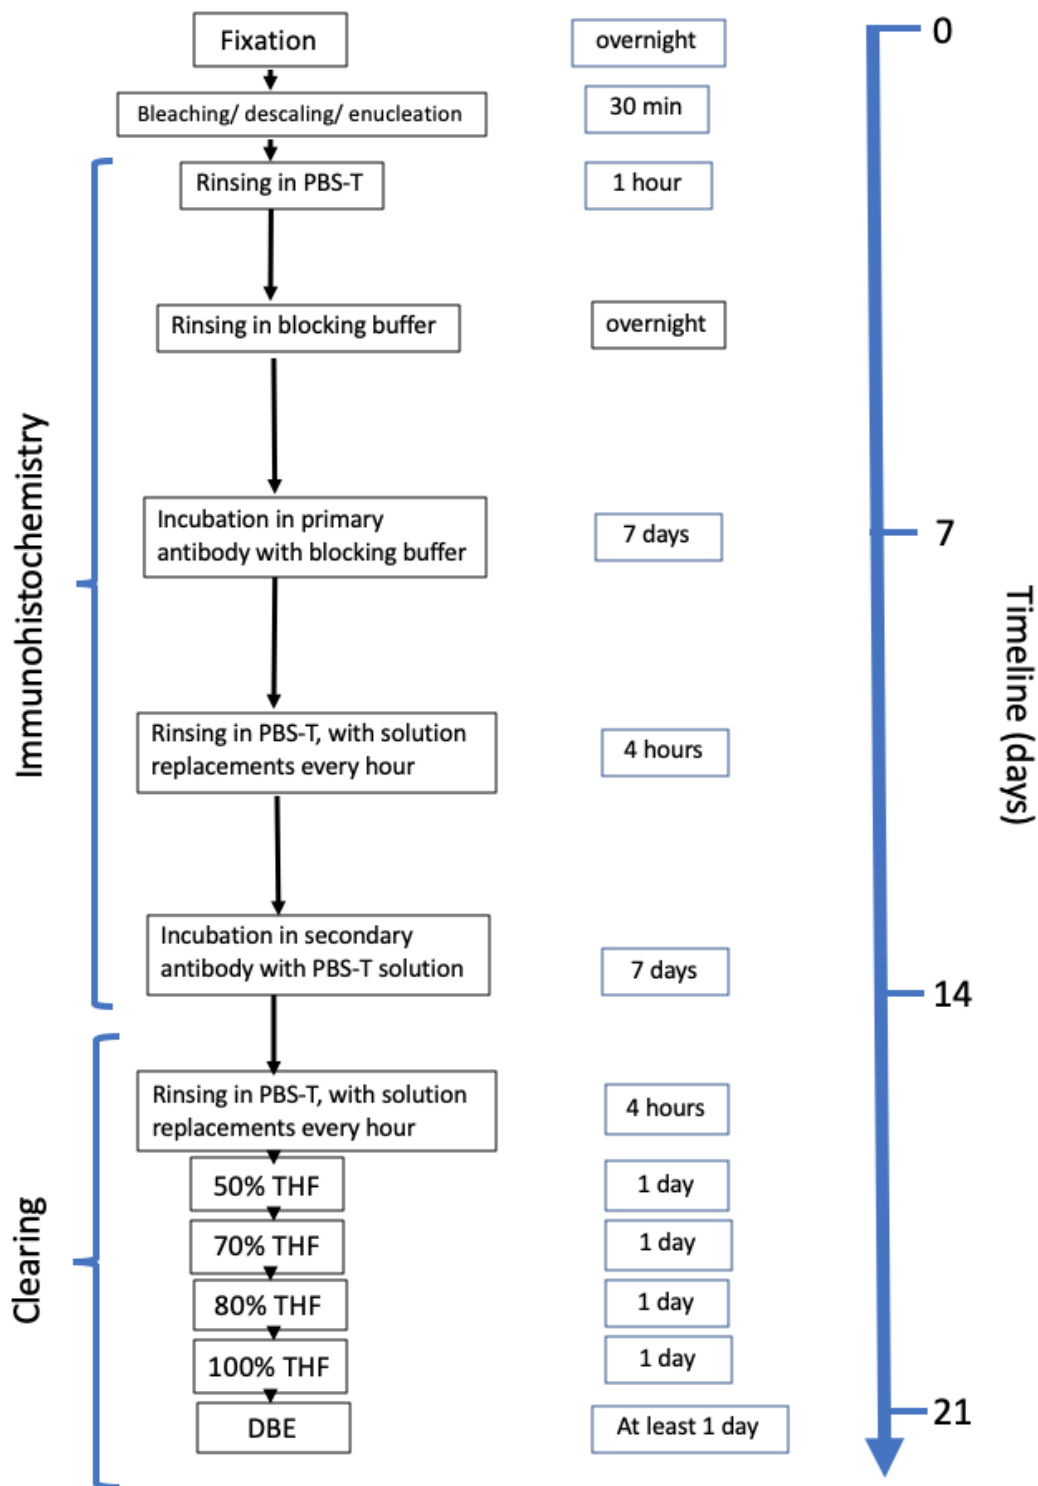 Fixation
overnight
0
Bleaching/ descaling/ enucleation
30 min
Rinsing in PBS-T
1 hour
Rinsing in blocking buffer
overnight
Immunohistochemistry
Incubation in primary
antibody with blocking buffer
7 days
7
Timeline (days)
Rinsing in PBS-T, with solution
replacements every hour
4 hours
Incubation in secondary
antibody with PBS-T solution
7 days
14
Rinsing in PBS-T, with solution
replacements every hour
4 hours
Clearing
50% THF
1 day
70% THF
1 day
80% THF
1 day
100% THF
1 day
DBE
At least 1 day
21